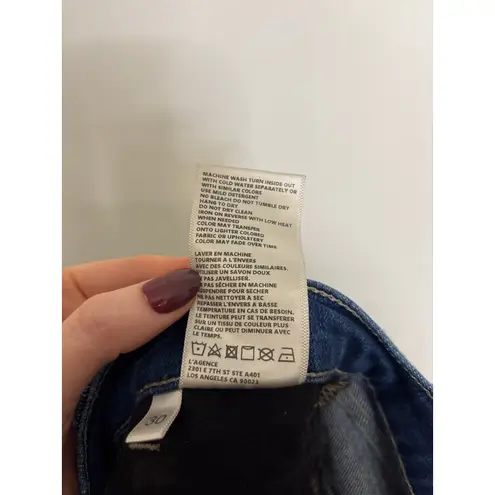 MACHINE WASH TURN INSIDE OUT
WITH COLD WATER SEPARATELY OR
WITH SIMILAR COLORS
USE MILD DETERGENT
NO BLEACH DO NOT TUMBLE DRY
HANG TO DRY
DO NOT DRY CLEAN
IRON ON REVERSE WITH LOW HEAT
WHEN NEEDED
COLOR MAY TRANSFER
ONTO LIGHTER COLORED
FABRIC OR UPHOLSTERY
COLOR MAY FADE OVER TIME
LAVER EN MACHINE
TOURNER À L'ENVERS
AVEC DES COULEURS SIMILAIRES.
UTILISER UN SAVON DOUX
PAS JAVELLISER.
PAS SÉCHER EN MACHINE
SUSPENDRE POUR SÉCHER
NE PAS NETTOYER A SEC
REPASSER L'ENVERS À BASSE
TEMPERATURE EN CAS DE BESOIN.
LE TEINTURE PEUT SE TRANSFERER
SUR UN TISSU DE COULEUR PLUS
CLAIRE OU PEUT DIMINUER AVEC
LE TEMPS.
L'AGENCE
2301 E 7TH ST STE A401
LOS ANGELES CA 90023
30